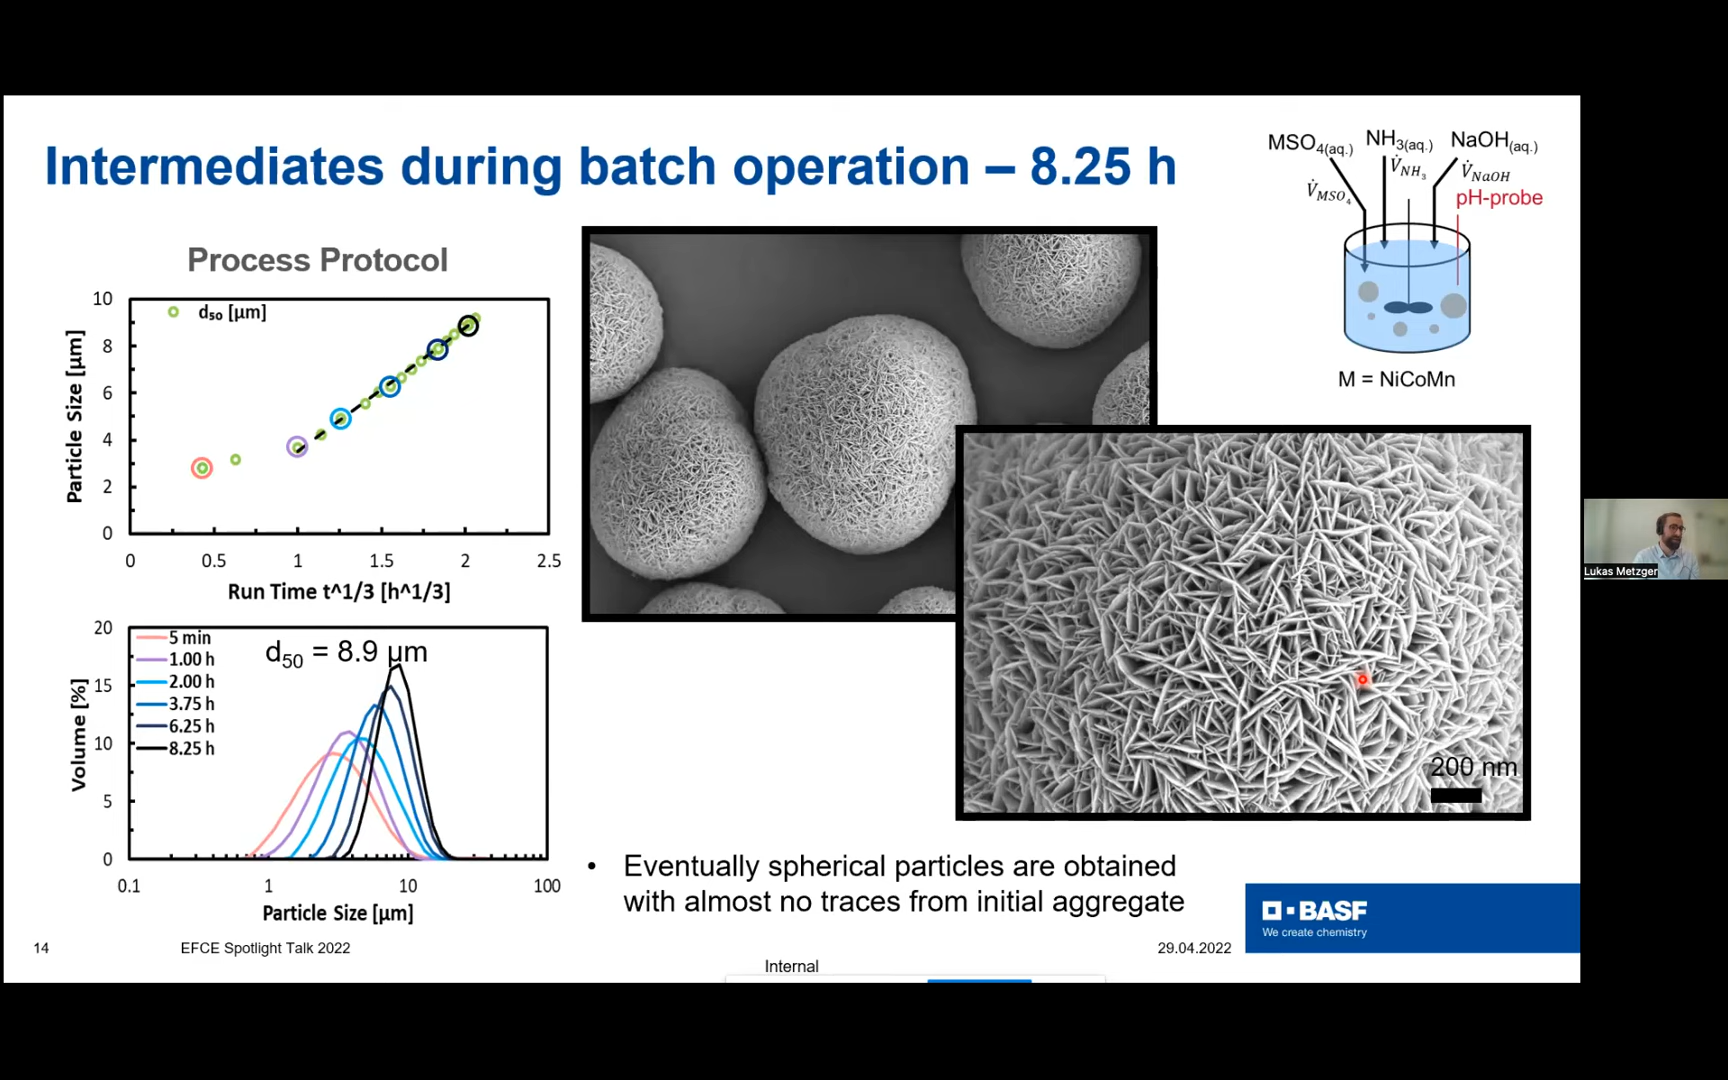 Intermediates during batch operation – 8.25 h
MSO4(aq.) NH3(aq.) NaOH(aq.)
V̇MSO4 V̇NH3 V̇NaOH
pH-probe
M = NiCoMn
Process Protocol
d50 [µm]
Particle Size [µm]
10
8
6
4
2
0
0 0.5 1 1.5 2 2.5
Run Time t^1/3 [h^1/3]
d50 = 8.9 µm
5 min
1.00 h
2.00 h
3.75 h
6.25 h
8.25 h
Volume [%]
20
15
10
5
0
0.1 1 10 100
Particle Size [µm]
200 nm
• Eventually spherical particles are obtained
with almost no traces from initial aggregate
BASF
We create chemistry
14 EFCE Spotlight Talk 2022 29.04.2022
Internal
Lukas Metzger